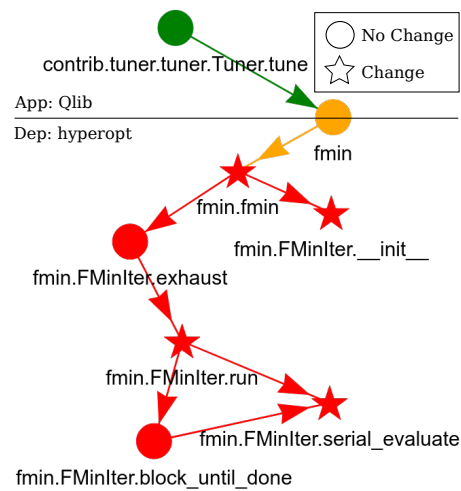 No Change
Change
contrib.tuner.tuner.Tuner.tune
App: Qlib
Dep: hyperopt
fmin
fmin.fmin
fmin.FMinIter.__init__
fmin.FMinIter.exhaust
fmin.FMinIter.run
fmin.FMinIter.serial_evaluate
fmin.FMinIter.block_until_done